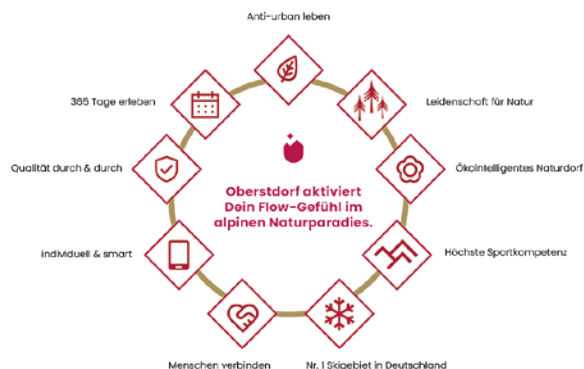 Anti-urban leben
365 Tage erleben
Leidenschaft für Natur
Qualität durch & durch
Ökointelligentes Naturdorf
Oberstdorf aktiviert
Dein Flow-Gefühl im
alpinen Naturparadies.
individuell & smart
Höchste Sportkompetenz
Menschen verbinden
Nr. 1 Skigebiet in Deutschland